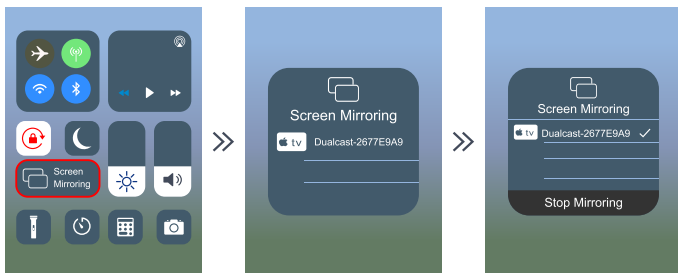 Screen
Mirroring
Screen Mirroring
tv
Dualcast-2677E9A9
Screen Mirroring
tv
Dualcast-2677E9A9
Stop Mirroring